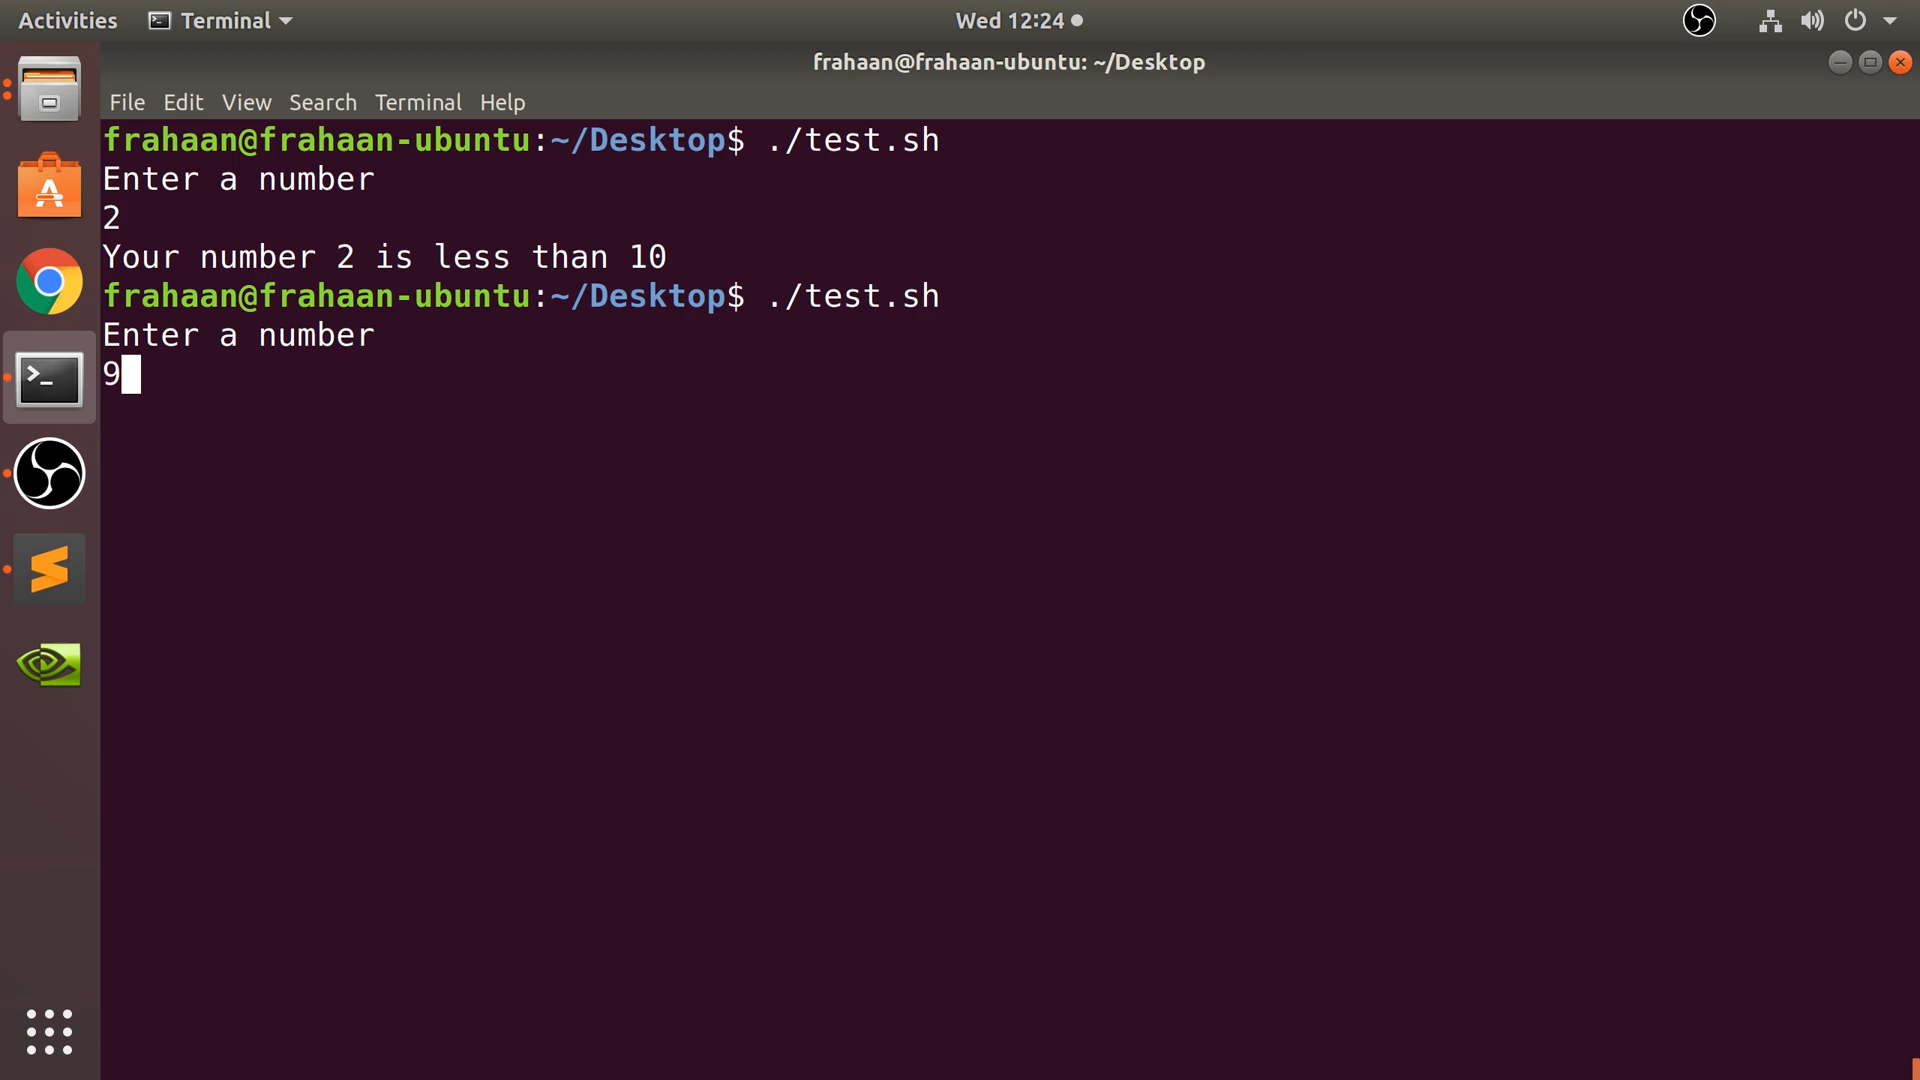 Activities Terminal Wed 12:24
frahaan@frahaan-ubuntu: ~/Desktop
File Edit View Search Terminal Help
frahaan@frahaan-ubuntu:~/Desktop$ ./test.sh
Enter a number
2
Your number 2 is less than 10
frahaan@frahaan-ubuntu:~/Desktop$ ./test.sh
Enter a number
9